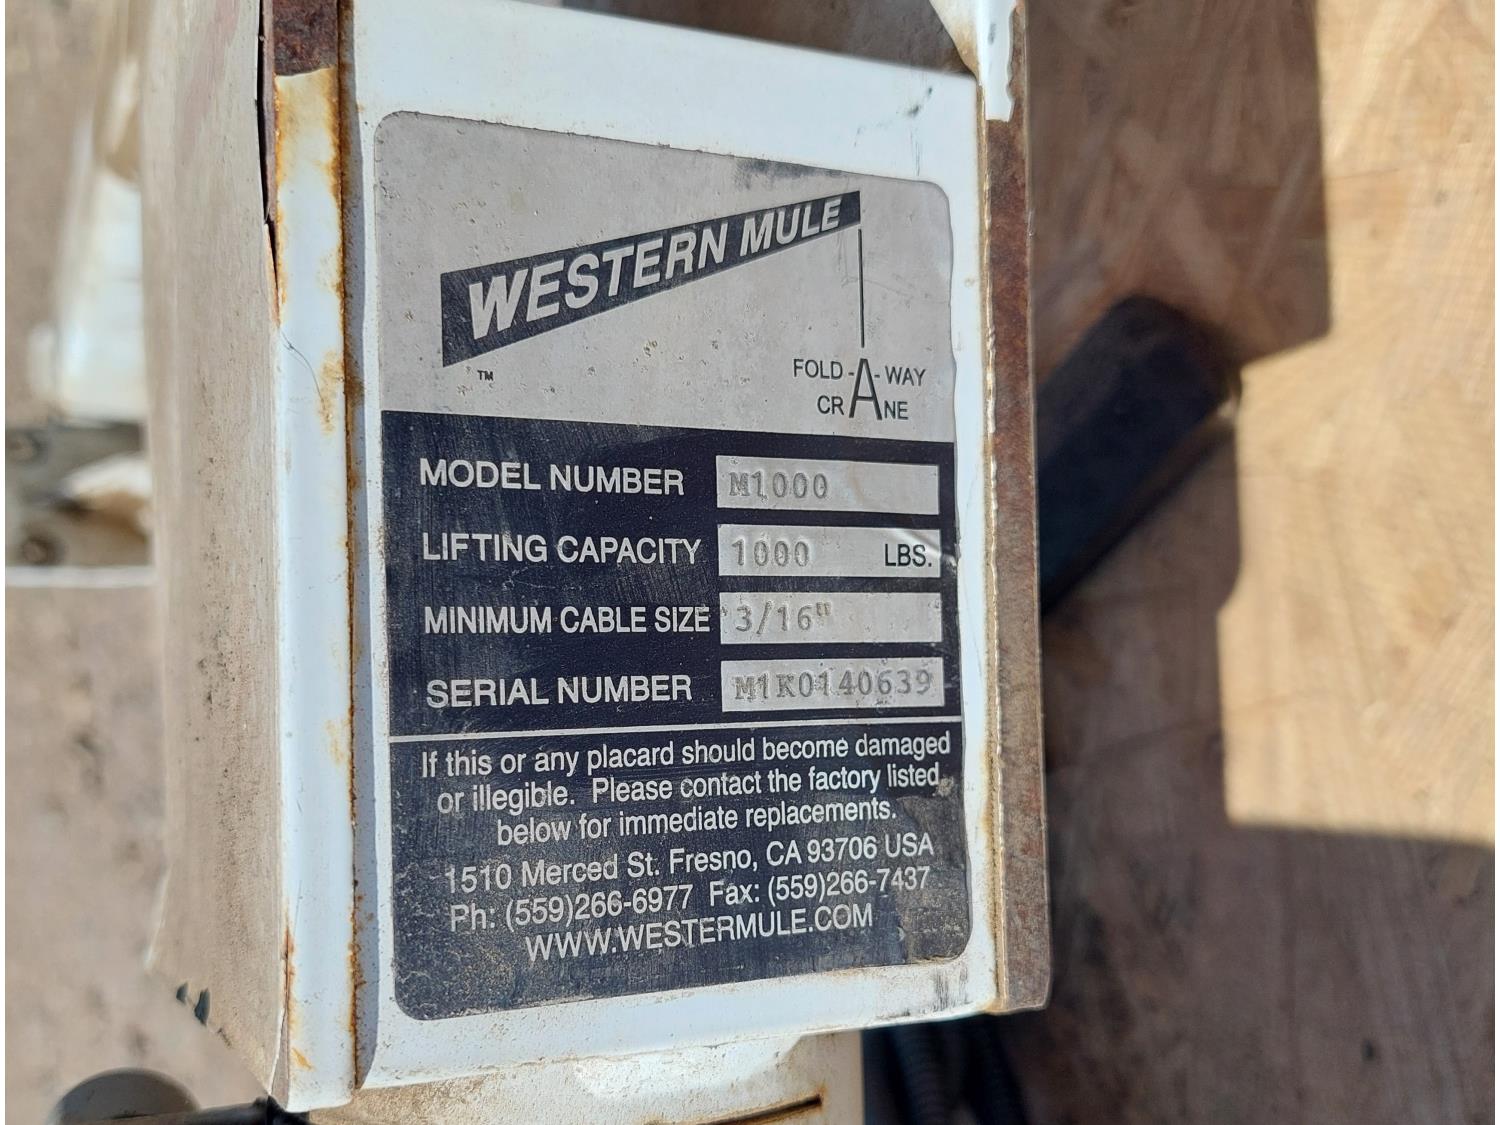 WESTERN MULE
TM
FOLD-A-WAY
CRANE
MODEL NUMBER M1000
LIFTING CAPACITY 1000 LBS.
MINIMUM CABLE SIZE 3/16"
SERIAL NUMBER M1K0140639
If this or any placard should become damaged
or illegible. Please contact the factory listed
below for immediate replacements.
1510 Merced St. Fresno, CA 93706 USA
Ph: (559)266-6977 Fax: (559)266-7437
WWW.WESTERMULE.COM